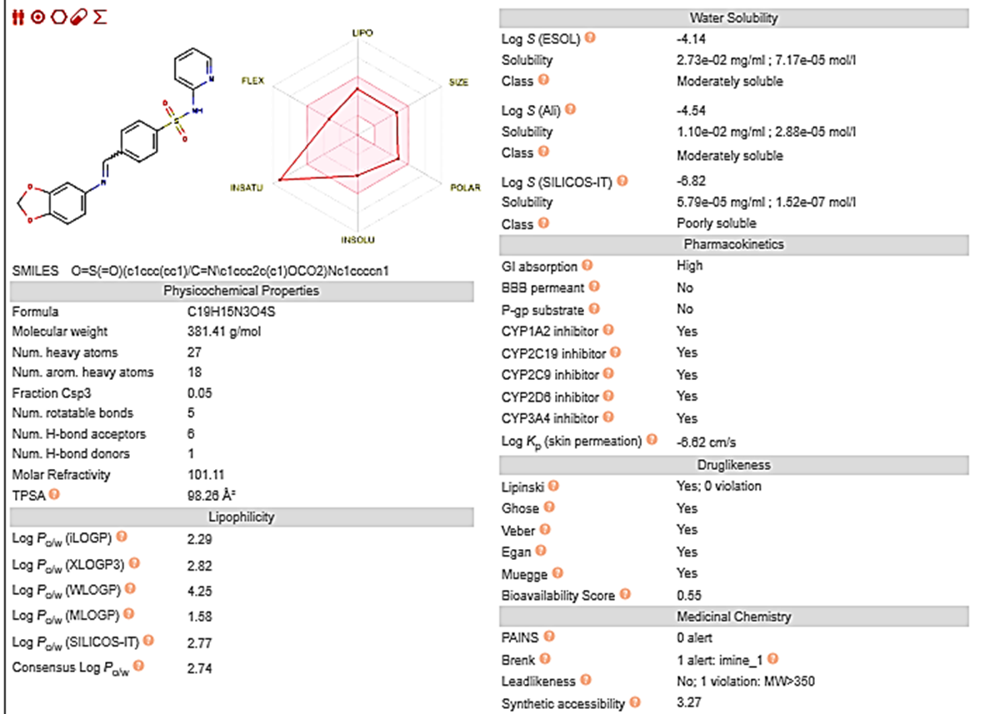 LIPO
FLEX
SIZE
INSATU
POLAR
INSOLU
SMILES O=S(=O)(c1ccc(cc1)/C=N\c1ccc2c(c1)OCO2)Nc1ccccn1
Physicochemical Properties
Formula C19H15N3O4S
Molecular weight 381.41 g/mol
Num. heavy atoms 27
Num. arom. heavy atoms 18
Fraction Csp3 0.05
Num. rotatable bonds 5
Num. H-bond acceptors 6
Num. H-bond donors 1
Molar Refractivity 101.11
TPSA 98.26 Å²
Lipophilicity
Log Po/w (iLOGP) 2.29
Log Po/w (XLOGP3) 2.82
Log Po/w (WLOGP) 4.25
Log Po/w (MLOGP) 1.58
Log Po/w (SILICOS-IT) 2.77
Consensus Log Po/w 2.74
Water Solubility
Log S (ESOL) -4.14
Solubility 2.73e-02 mg/ml ; 7.17e-05 mol/l
Class Moderately soluble
Log S (Ali) -4.54
Solubility 1.10e-02 mg/ml ; 2.88e-05 mol/l
Class Moderately soluble
Log S (SILICOS-IT) -6.82
Solubility 5.79e-05 mg/ml ; 1.52e-07 mol/l
Class Poorly soluble
Pharmacokinetics
GI absorption High
BBB permeant No
P-gp substrate No
CYP1A2 inhibitor Yes
CYP2C19 inhibitor Yes
CYP2C9 inhibitor Yes
CYP2D6 inhibitor Yes
CYP3A4 inhibitor Yes
Log Kp (skin permeation) -6.62 cm/s
Druglikeness
Lipinski Yes; 0 violation
Ghose Yes
Veber Yes
Egan Yes
Muegge Yes
Bioavailability Score 0.55
Medicinal Chemistry
PAINS 0 alert
Brenk 1 alert: imine_1
Leadlikeness No; 1 violation: MW>350
Synthetic accessibility 3.27